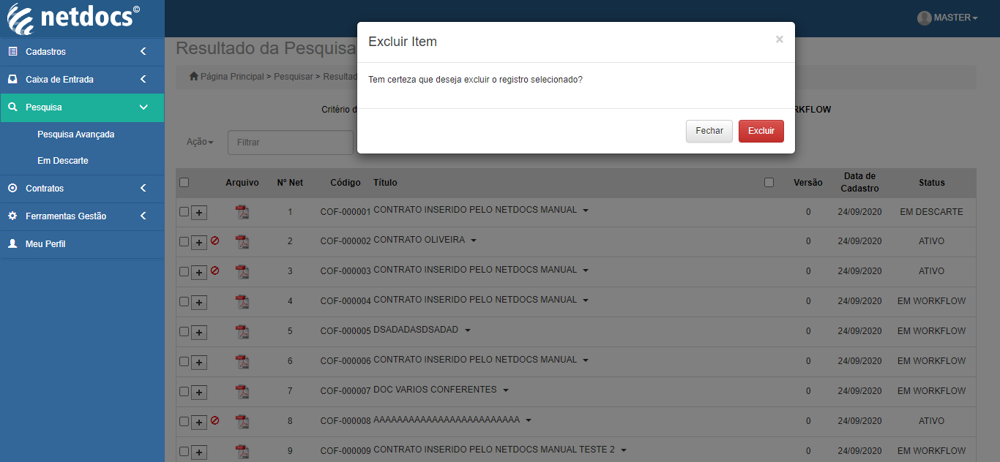 netdocs©
MASTER
Cadastros
Caixa de Entrada
Pesquisa
Pesquisa Avançada
Em Descarte
Contratos
Ferramentas Gestão
Meu Perfil
Resultado da Pesquisa
Página Principal > Pesquisar > Resultad
Critério d
RKFLOW
Ação
Filtrar
Excluir Item ×
Tem certeza que deseja excluir o registro selecionado?
Fechar Excluir
Arquivo Nº Net Código Título Versão Data de Cadastro Status
1 COF-000001 CONTRATO INSERIDO PELO NETDOCS MANUAL 0 24/09/2020 EM DESCARTE
2 COF-000002 CONTRATO OLIVEIRA 0 24/09/2020 ATIVO
3 COF-000003 CONTRATO INSERIDO PELO NETDOCS MANUAL 0 24/09/2020 ATIVO
4 COF-000004 CONTRATO INSERIDO PELO NETDOCS MANUAL 0 24/09/2020 EM WORKFLOW
5 COF-000005 DSADADASDSADAD 0 24/09/2020 EM WORKFLOW
6 COF-000006 CONTRATO INSERIDO PELO NETDOCS MANUAL 0 24/09/2020 EM WORKFLOW
7 COF-000007 DOC VARIOS CONFERENTES 0 24/09/2020 EM WORKFLOW
8 COF-000008 AAAAAAAAAAAAAAAAAAAAAAAAA 0 24/09/2020 ATIVO
9 COF-000009 CONTRATO INSERIDO PELO NETDOCS MANUAL TESTE 2 0 24/09/2020 EM WORKFLOW